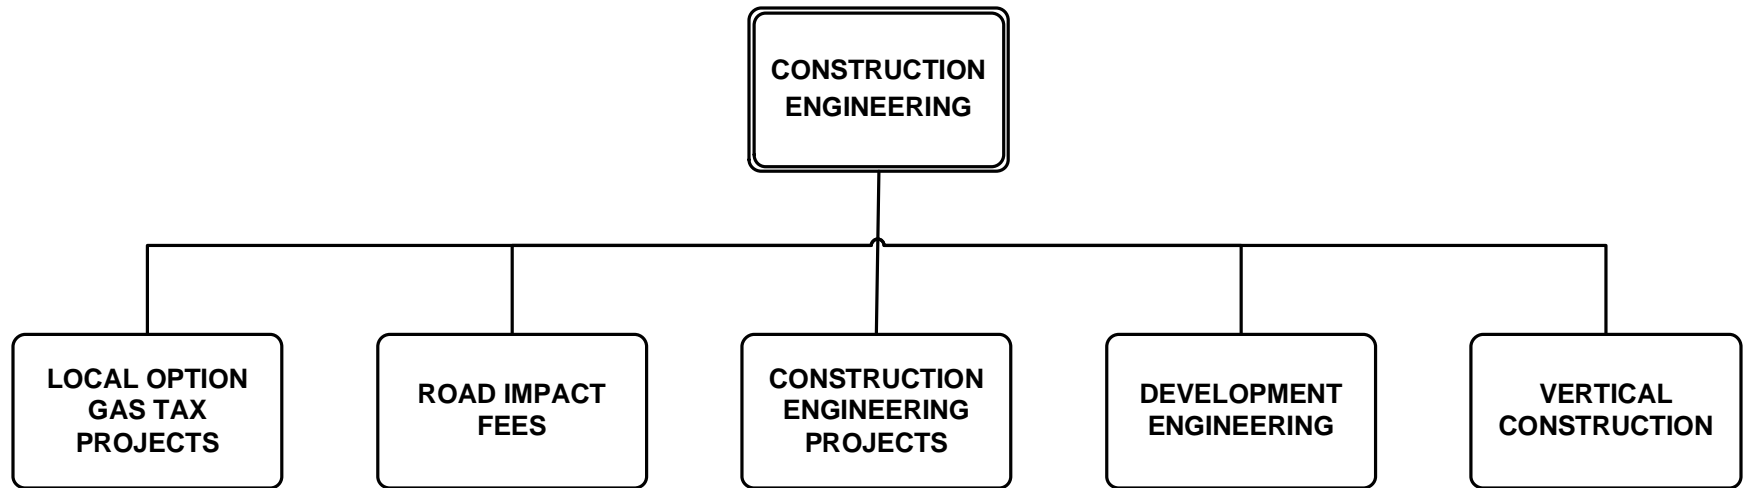 CONSTRUCTION
ENGINEERING
LOCAL OPTION
GAS TAX
PROJECTS
ROAD IMPACT
FEES
CONSTRUCTION
ENGINEERING
PROJECTS
DEVELOPMENT
ENGINEERING
VERTICAL
CONSTRUCTION